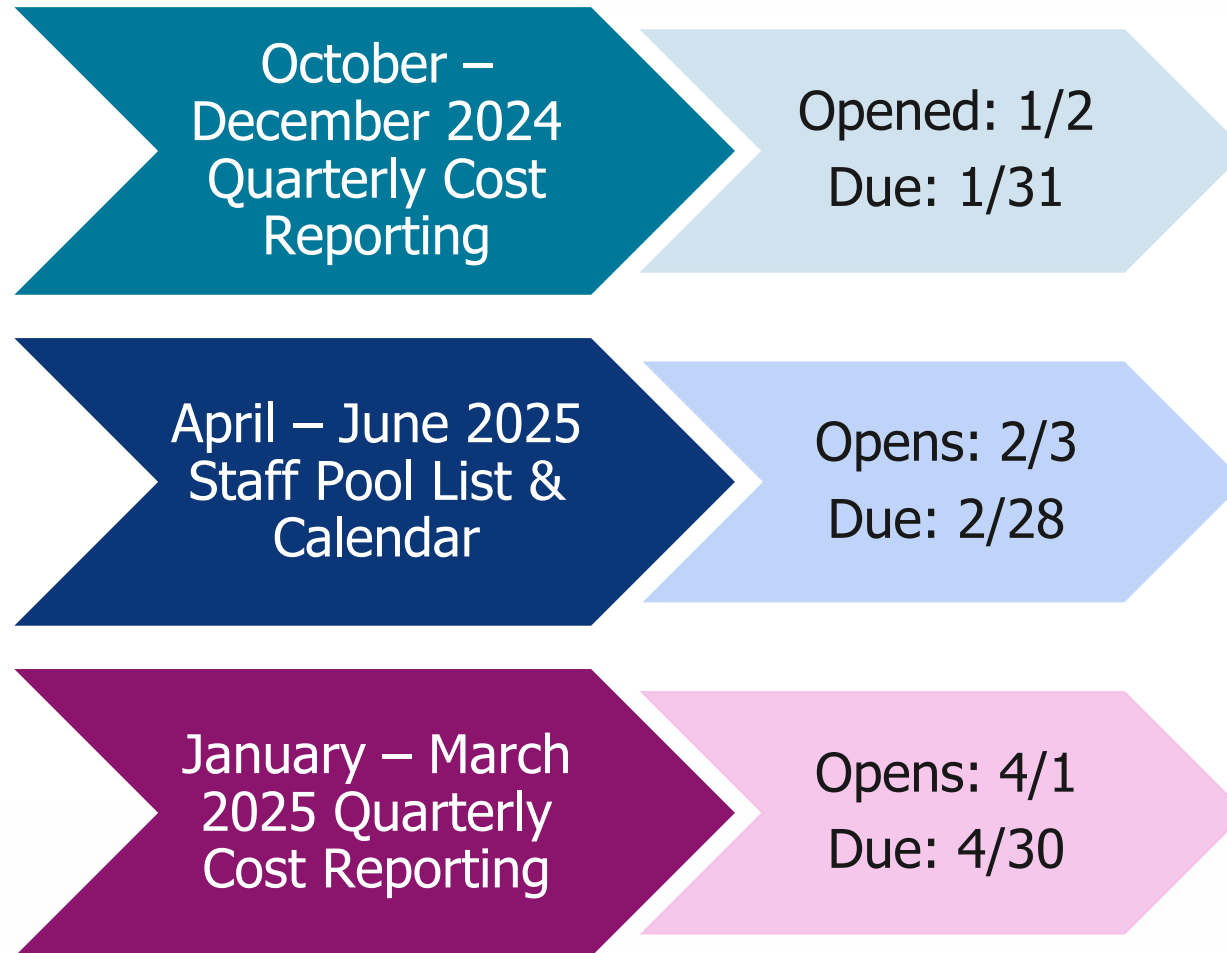 October –
December 2024
Quarterly Cost
Reporting
Opened: 1/2
Due: 1/31
April – June 2025
Staff Pool List &
Calendar
Opens: 2/3
Due: 2/28
January – March
2025 Quarterly
Cost Reporting
Opens: 4/1
Due: 4/30